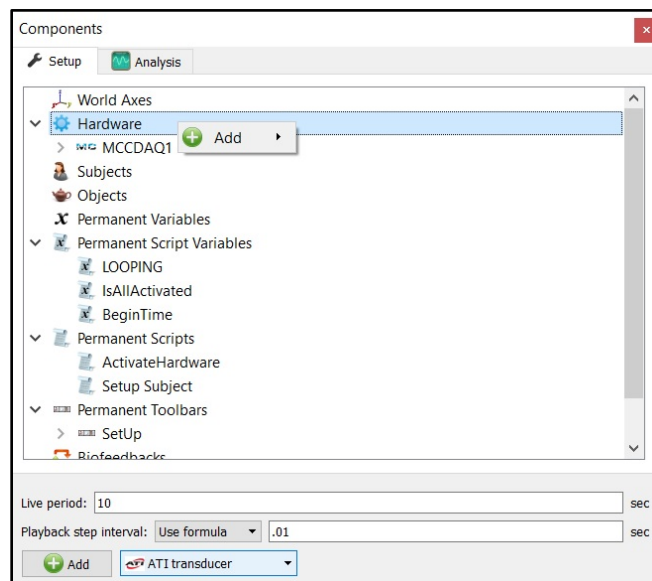 Components
Setup Analysis
World Axes
Hardware
Add
MCCDAQ1
Subjects
Objects
Permanent Variables
Permanent Script Variables
LOOPING
IsAllActivated
BeginTime
Permanent Scripts
ActivateHardware
Setup Subject
Permanent Toolbars
SetUp
Biofeedbacks
Live period: 10 sec
Playback step interval: Use formula .01 sec
Add ATI transducer